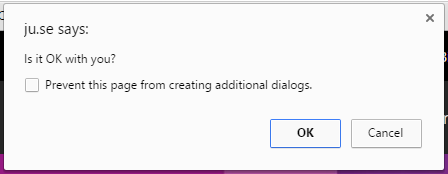 ju.se says:
Is it OK with you?
Prevent this page from creating additional dialogs.
OK
Cancel